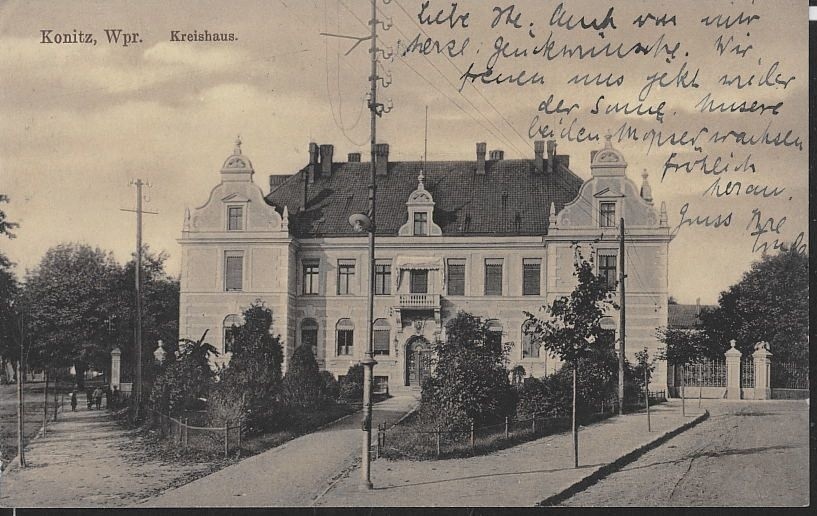 Konitz, Wpr. Kreishaus.
Liebe Auch von mir
herzl. Glückwünsche. Wir
freuen uns jetzt wieder
der Sonne. Unsere
beiden Möpse wachsen
fröhlich
heran.
Gruss Ihre